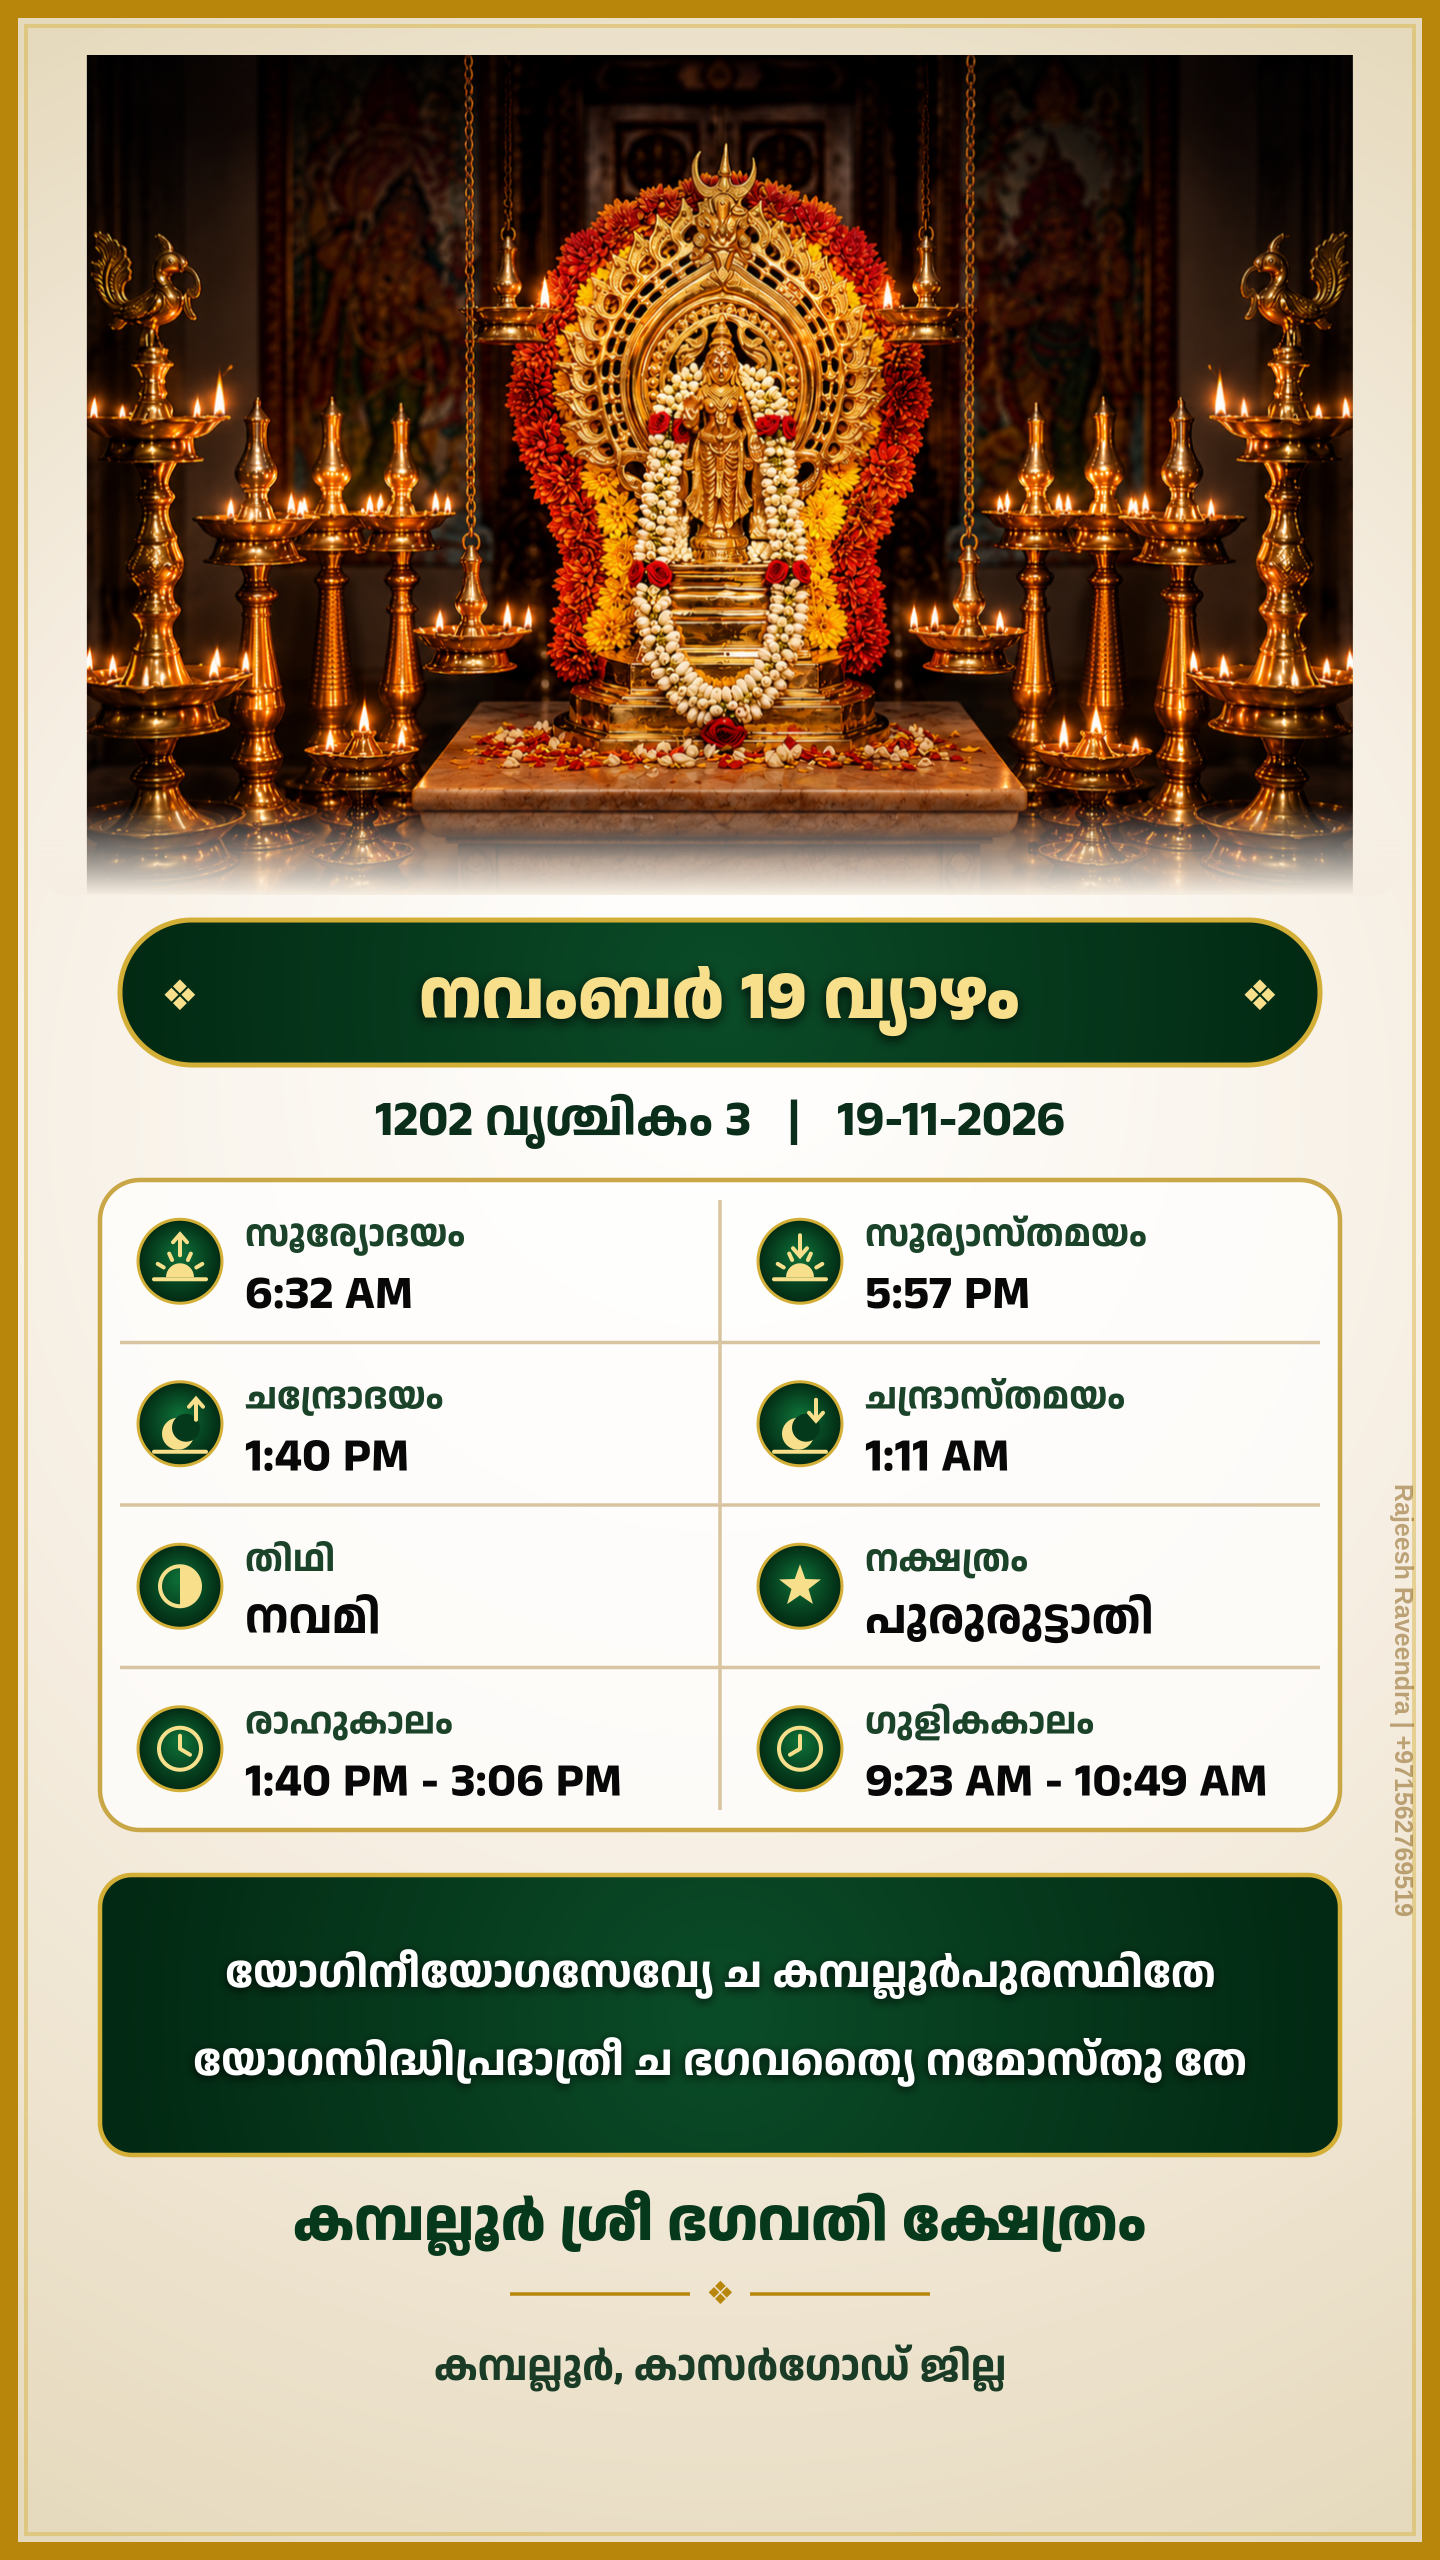 നവംബർ 19 വ്യാഴം
1202 വൃശ്ചികം 3 | 19-11-2026
സൂര്യോദയം
6:32 AM
സൂര്യാസ്തമയം
5:57 PM
ചന്ദ്രോദയം
1:40 PM
ചന്ദ്രാസ്തമയം
1:11 AM
തിഥി
നവമി
നക്ഷത്രം
പൂരുരുട്ടാതി
രാഹുകാലം
1:40 PM - 3:06 PM
ഗുളികകാലം
9:23 AM - 10:49 AM
Rajeesh Raveendra | +971562769519
യോഗിനീയോഗസേവ്യേ ച കമ്പല്ലൂർപുരസ്ഥിതേ
യോഗസിദ്ധിപ്രദാത്രീ ച ഭഗവത്യൈ നമോസ്തു തേ
കമ്പല്ലൂർ ശ്രീ ഭഗവതി ക്ഷേത്രം
കമ്പല്ലൂർ, കാസർഗോഡ് ജില്ല